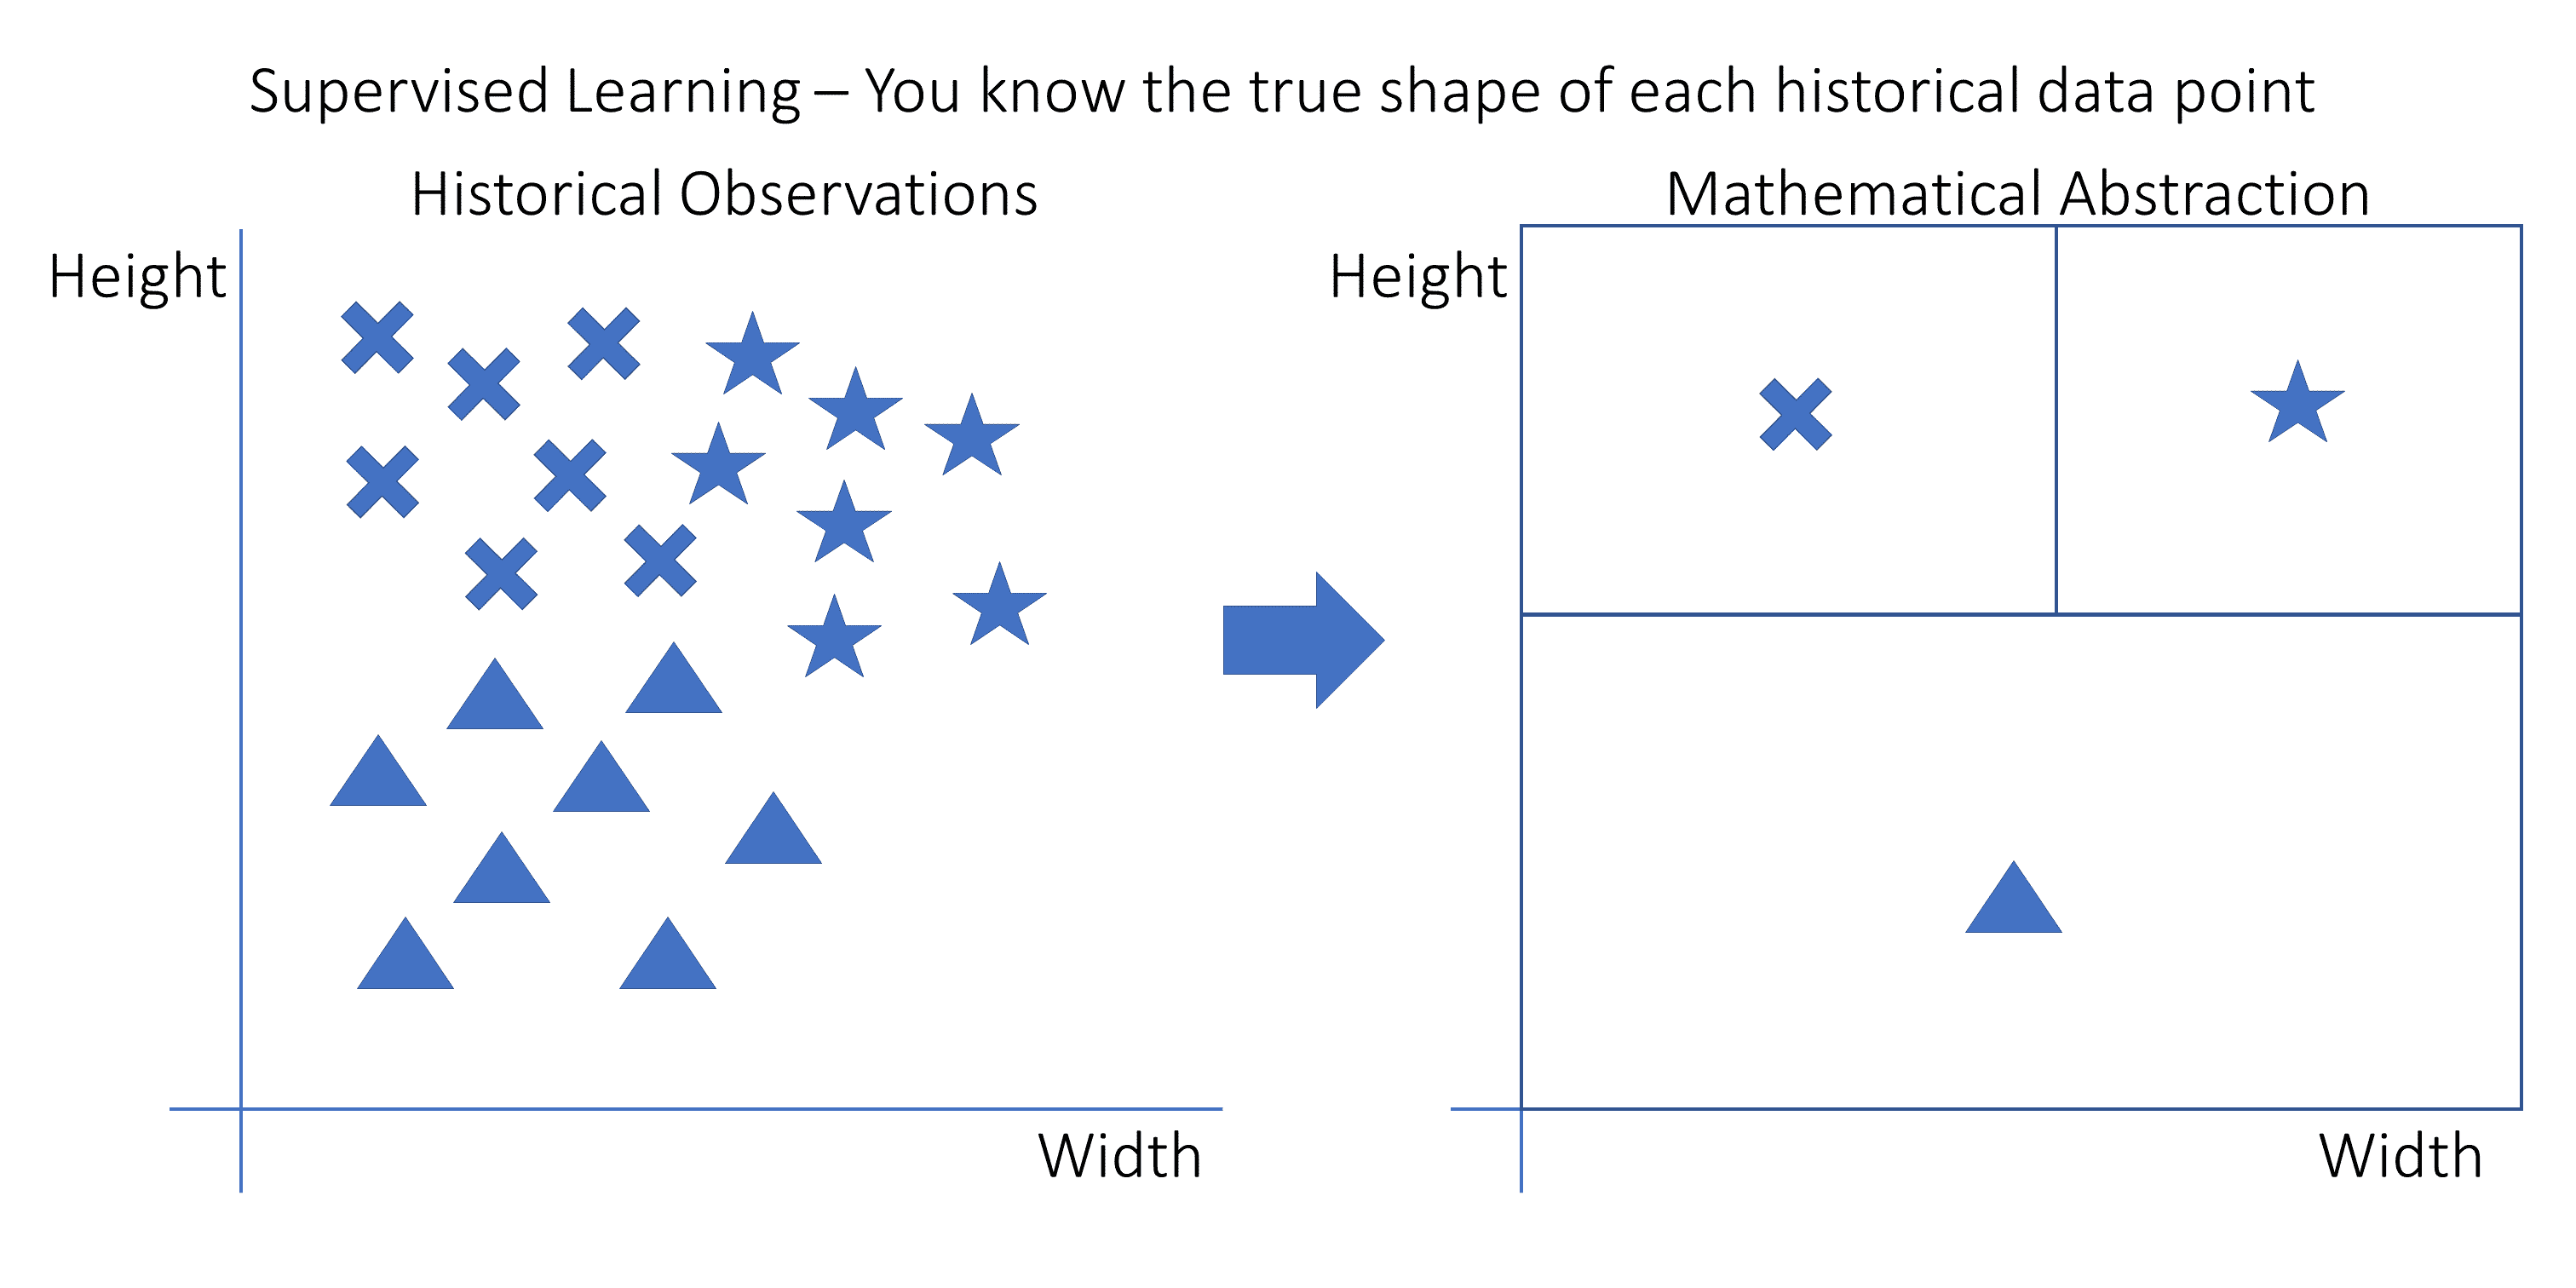 Supervised Learning – You know the true shape of each historical data point
Historical Observations
Mathematical Abstraction
Height
Height
Width
Width